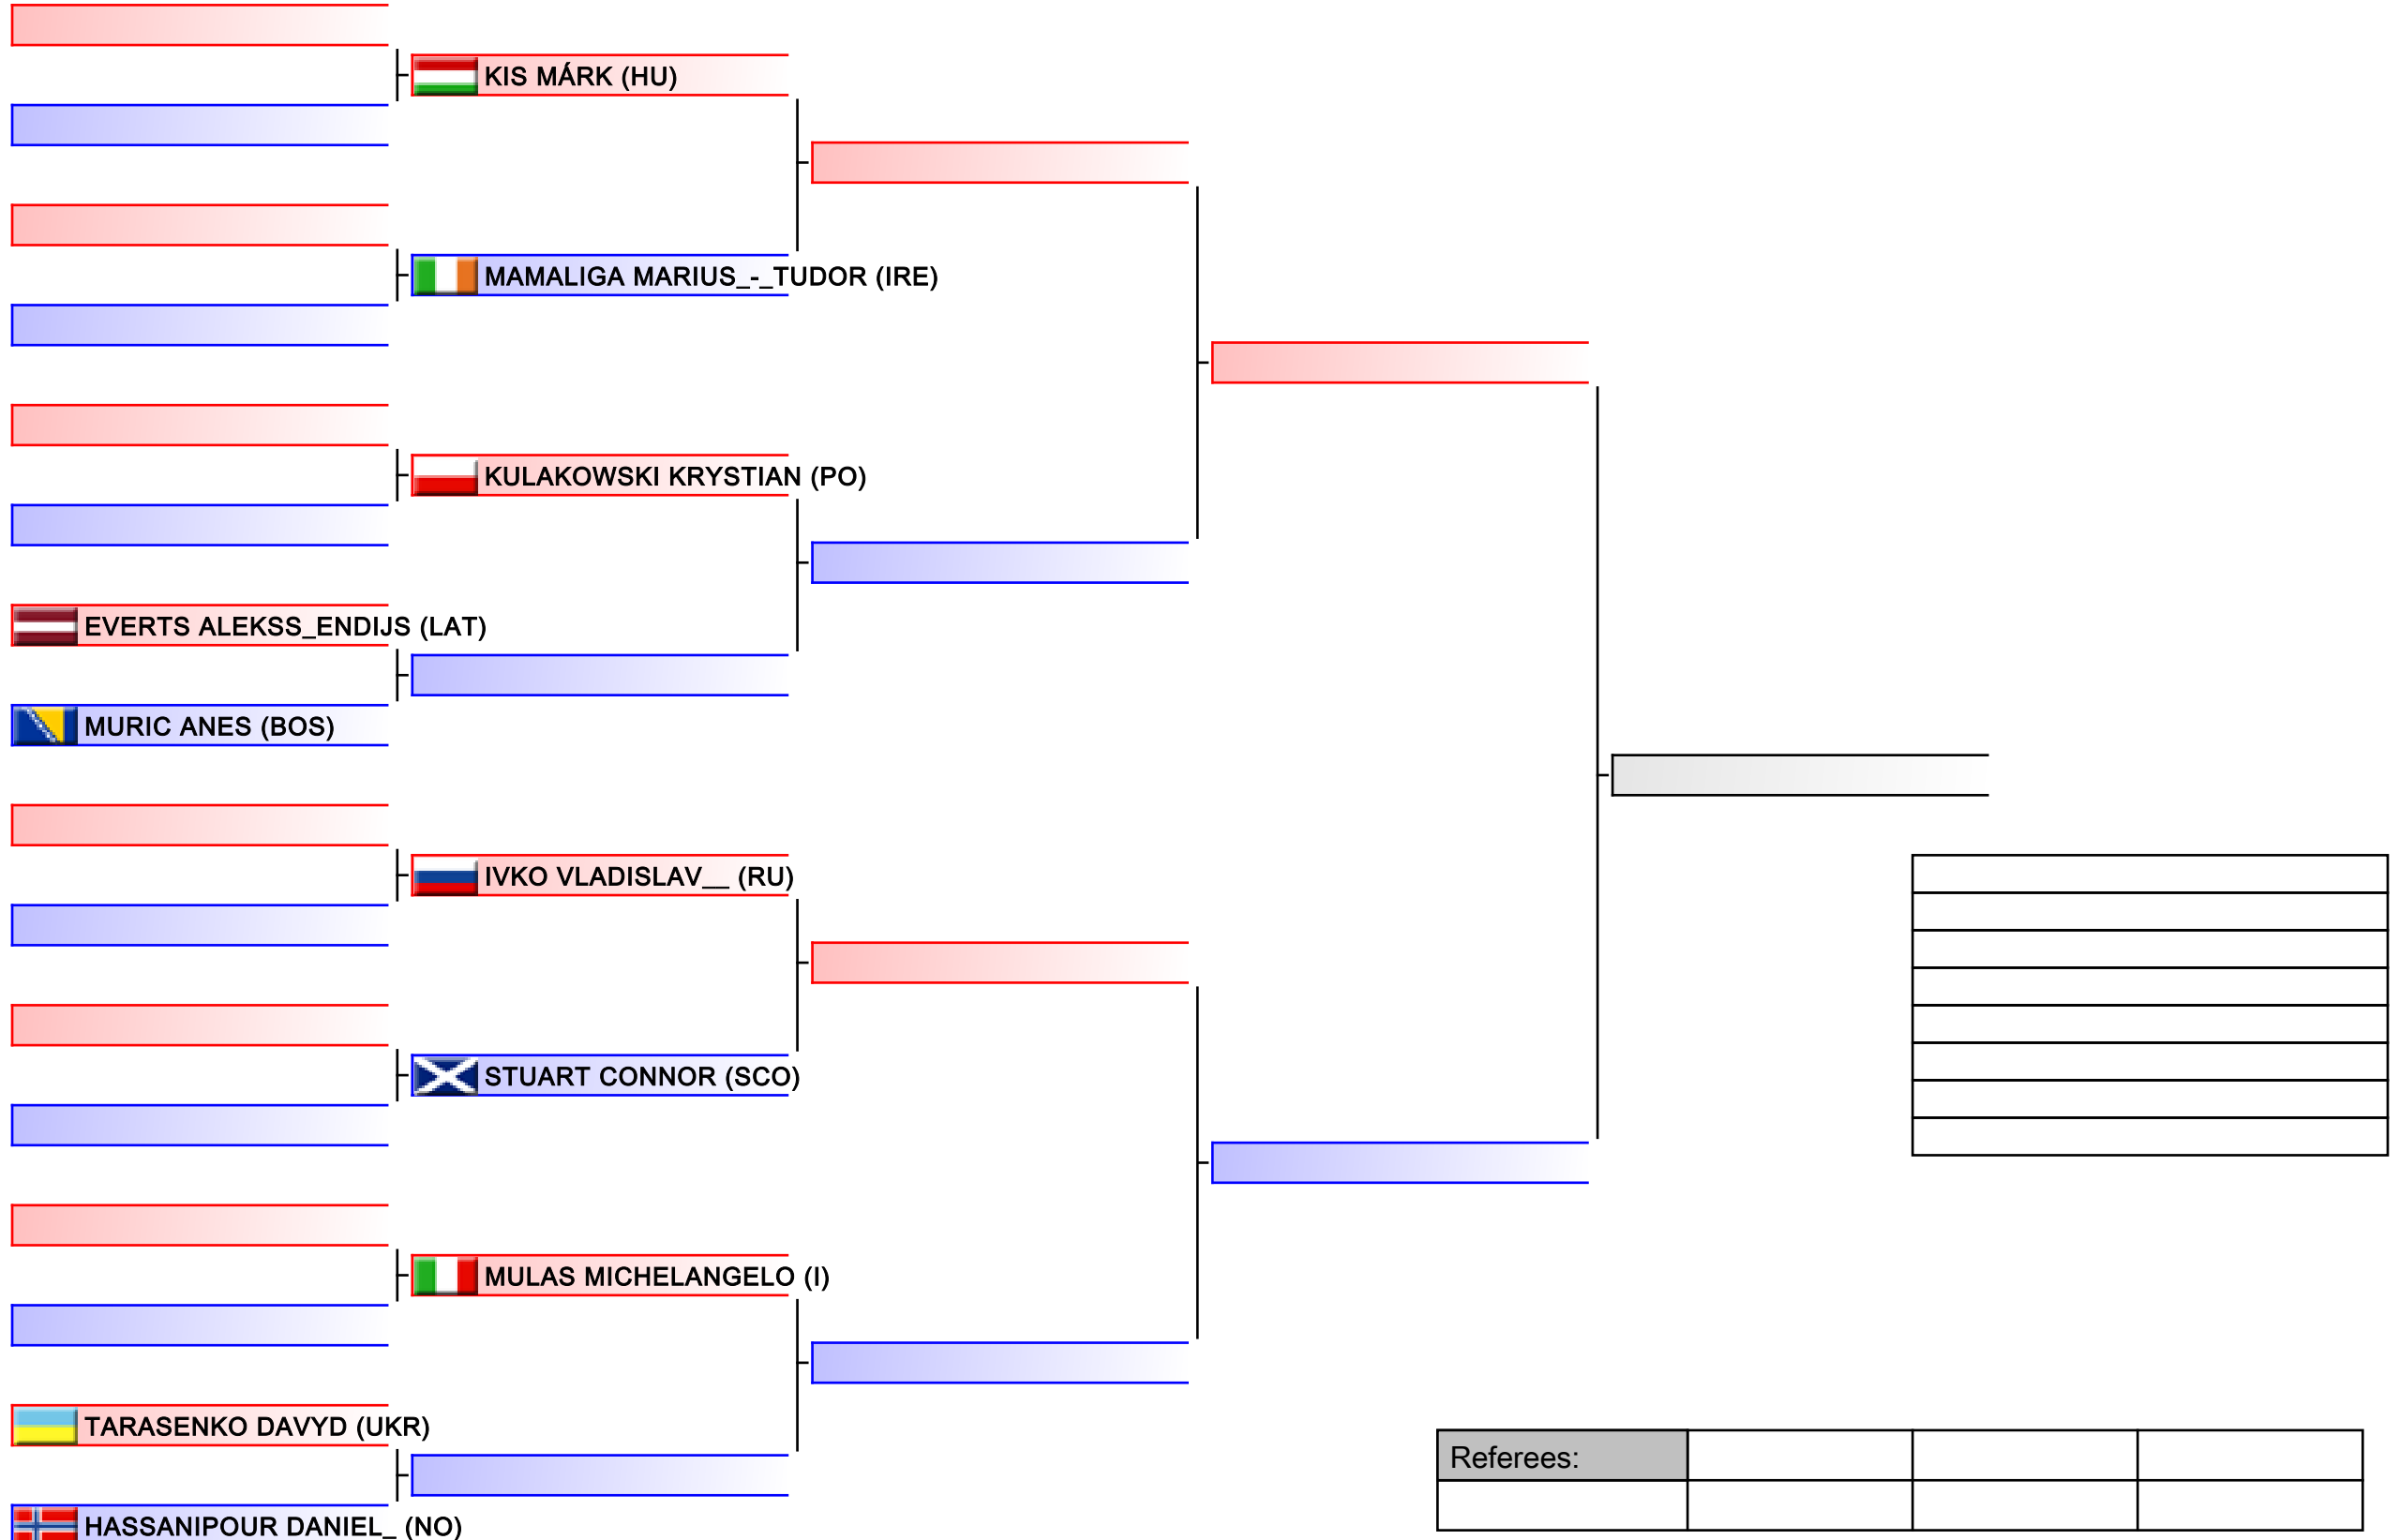 KIS MÁRK (HU)
MAMALIGA MARIUS_-_TUDOR (IRE)
KULAKOWSKI KRYSTIAN (PO)
EVERTS ALEKSS_ENDIJS (LAT)
MURIC ANES (BOS)
IVKO VLADISLAV__ (RU)
STUART CONNOR (SCO)
MULAS MICHELANGELO (I)
TARASENKO DAVYD (UKR)
Referees:
HASSANIPOUR DANIEL_ (NO)